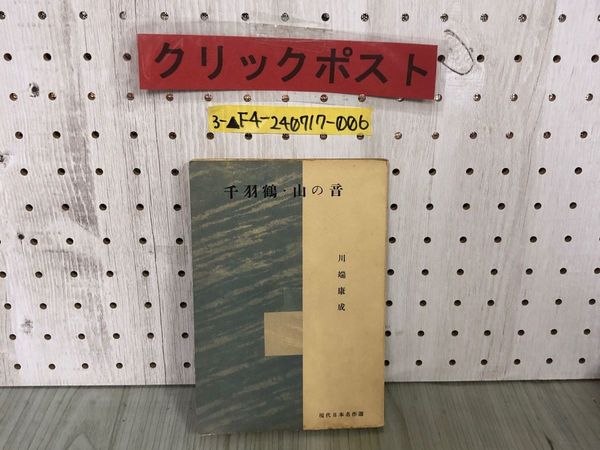 クリックポスト
3-▲F4-240717-006
千羽鶴・山の音
川端康成
現代日本名作選